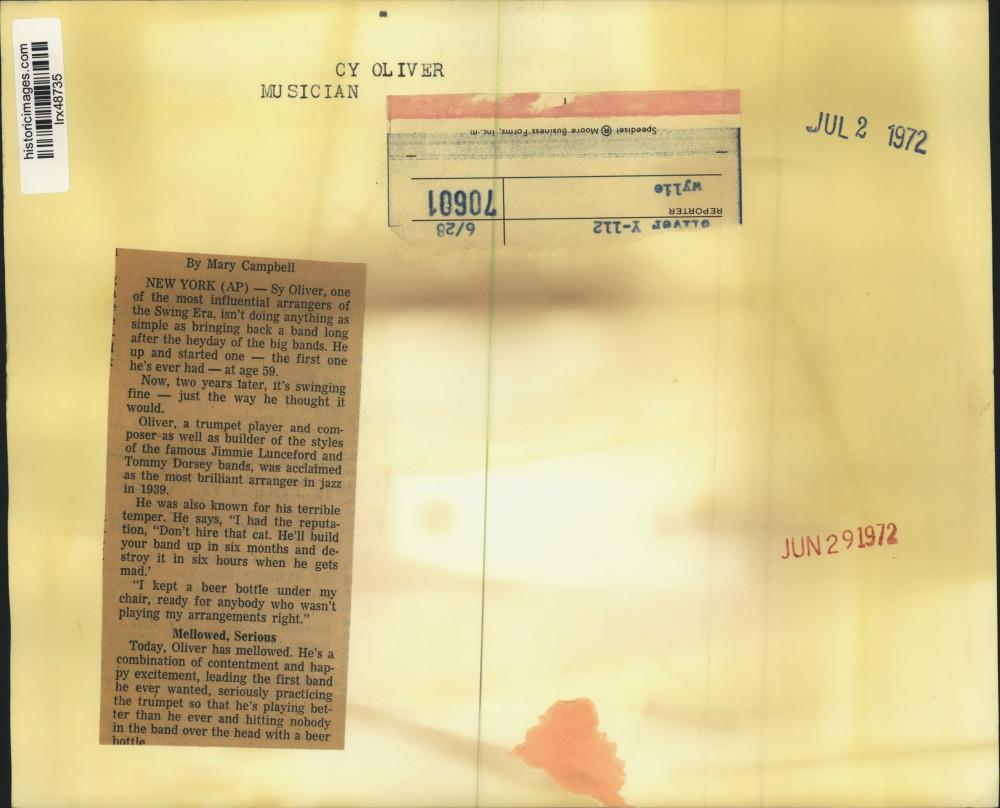 historicimages.com
lrx48735
CY OLIVER
MUSICIAN
JUL 2 1972
Speediset ® Moore Business Forms, Inc.-m
wylie
70601
REPORTER
oliver Y-112
6/28
By Mary Campbell
NEW YORK (AP) — Sy Oliver, one
of the most influential arrangers of
the Swing Era, isn't doing anything as
simple as bringing back a band long
after the heyday of the big bands. He
up and started one — the first one
he's ever had — at age 59.
Now, two years later, it's swinging
fine — just the way he thought it
would.
Oliver, a trumpet player and com-
poser as well as builder of the styles
of the famous Jimmie Lunceford and
Tommy Dorsey bands, was acclaimed
as the most brilliant arranger in jazz
in 1939.
He was also known for his terrible
temper. He says, "I had the reputa-
tion, "Don't hire that cat. He'll build
your band up in six months and de-
stroy it in six hours when he gets
mad.'
"I kept a beer bottle under my
chair, ready for anybody who wasn't
playing my arrangements right."
Mellowed, Serious
Today, Oliver has mellowed. He's a
combination of contentment and hap-
py excitement, leading the first band
he ever wanted, seriously practicing
the trumpet so that he's playing bet-
ter than he ever and hitting nobody
in the band over the head with a beer
bottle
JUN 29 1972